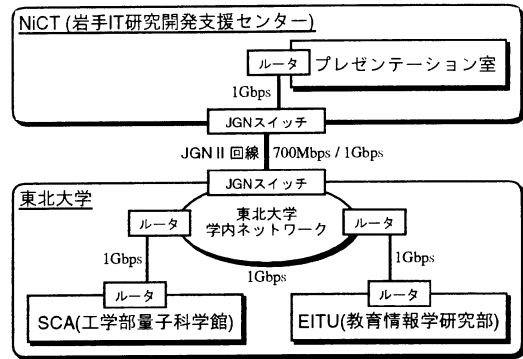 NiCT (岩手IT研究開発支援センター)
ルータ
プレゼンテーション室
1Gbps
JGNスイッチ
JGN II 回線
700Mbps / 1Gbps
JGNスイッチ
東北大学
東北大学
学内ネットワーク
ルータ
ルータ
1Gbps
1Gbps
1Gbps
ルータ
ルータ
SCA(工学部量子科学館)
EITU(教育情報学研究部)